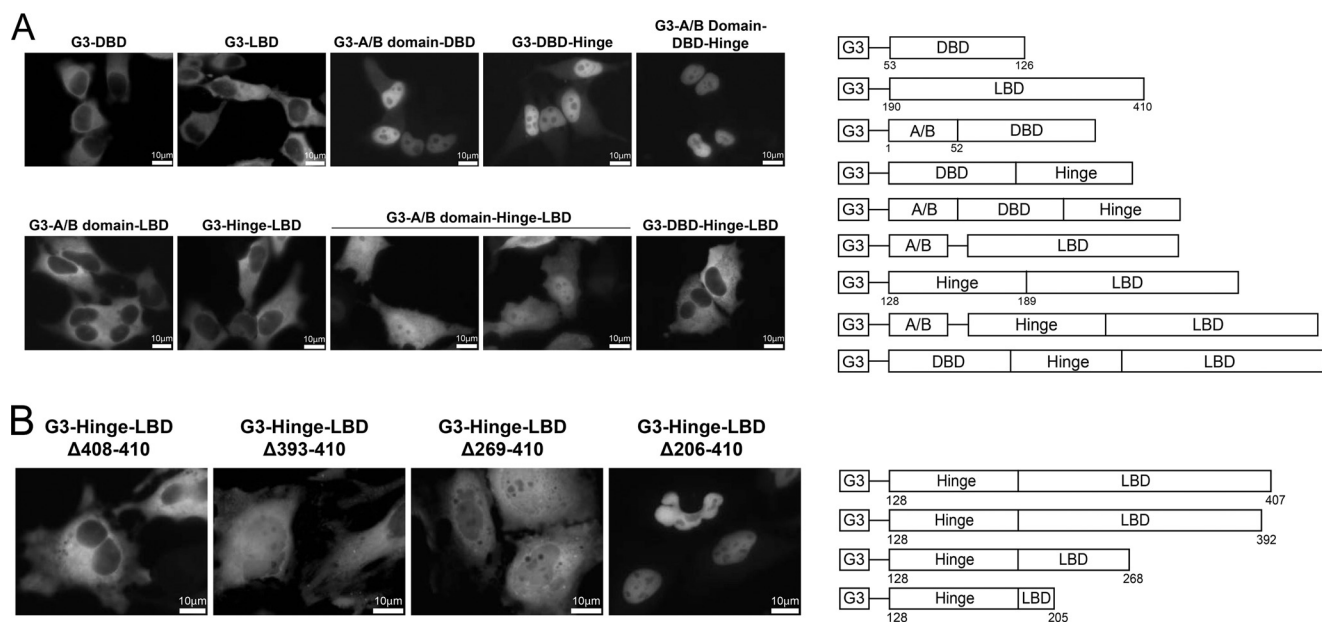 A
G3-DBD
G3-LBD
G3-A/B domain-DBD
G3-DBD-Hinge
G3-A/B Domain-
DBD-Hinge
10μm
10μm
10μm
10μm
10μm
G3-A/B domain-LBD
G3-Hinge-LBD
G3-A/B domain-Hinge-LBD
G3-DBD-Hinge-LBD
10μm
10μm
10μm
10μm
10μm
G3 DBD
53 126
G3 LBD
190 410
G3 A/B DBD
1 52
G3 DBD Hinge
G3 A/B DBD Hinge
G3 A/B LBD
G3 Hinge LBD
128 189
G3 A/B Hinge LBD
G3 DBD Hinge LBD
B
G3-Hinge-LBD
Δ408-410
G3-Hinge-LBD
Δ393-410
G3-Hinge-LBD
Δ269-410
G3-Hinge-LBD
Δ206-410
10μm
10μm
10μm
10μm
G3 Hinge LBD
128 407
G3 Hinge LBD
128 392
G3 Hinge LBD
128 268
G3 Hinge LBD
128 205